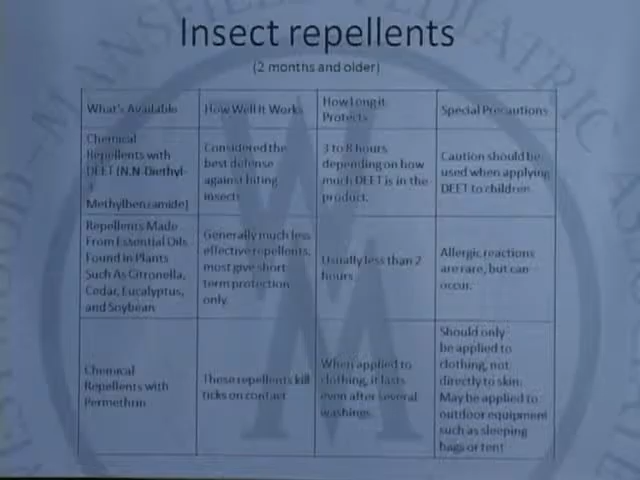 Insect repellents
(2 months and older)
What's Available
How Well It Works
How Long it
Protects
Special Precautions
Chemical
Repellents with
DEET (N.N-Diethyl-
3
Methylbenzamide)
Considered the
best defense
against biting
insects
3 to 8 hours
depending on how
much DEET is in the
product.
Caution should be
used when applying
DEET to children.
Repellents Made
From Essential Oils
Found in Plants
Such As Citronella,
Cedar, Eucalyptus,
and Soybean
Generally much less
effective repellents,
most give short
term protection
only.
Usually less than 2
hours
Allergic reactions
are rare, but can
occur.
Chemical
Repellents with
Permethrin
These repellents kill
ticks on contact
When applied to
clothing, it lasts
even after several
washings.
Should only
be applied to
clothing, not
directly to skin.
May be applied to
outdoor equipment
such as sleeping
bags or tent
MANSFIELD PEDIATRIC
W
M